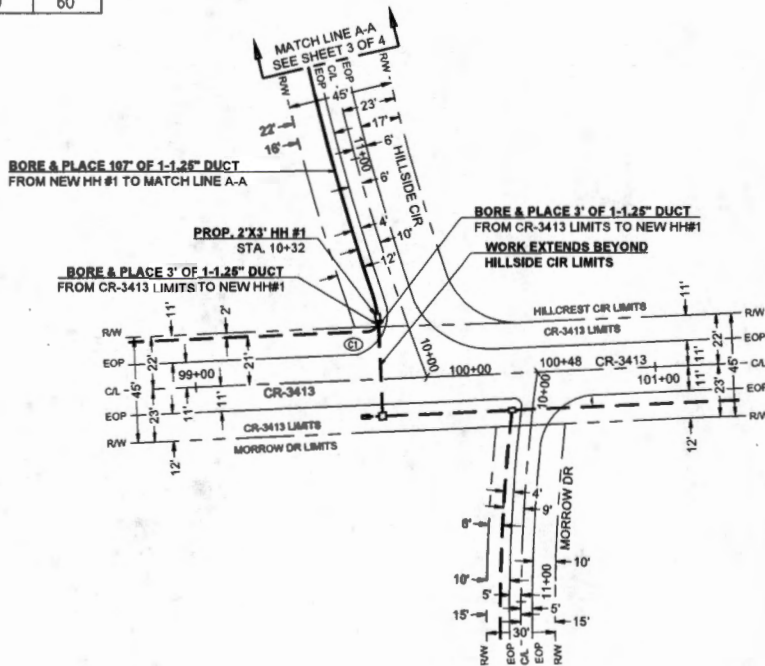 60
MATCH LINE A-A
SEE SHEET 3 OF 4
R/W
EOP
C/L
EOP
R/W
45'
23'
22'
17'
16'
11+00
HILLSIDE CIR
BORE & PLACE 107' OF 1-1.25" DUCT
FROM NEW HH #1 TO MATCH LINE A-A
BORE & PLACE 3' OF 1-1.25" DUCT
FROM CR-3413 LIMITS TO NEW HH#1
PROP. 2'X3' HH #1
STA. 10+32
4'
10'
12'
WORK EXTENDS BEYOND
HILLSIDE CIR LIMITS
BORE & PLACE 3' OF 1-1.25" DUCT
FROM CR-3413 LIMITS TO NEW HH#1
11'
2'
HILLCREST CIR LIMITS
CR-3413 LIMITS
11'
R/W
R/W
C1
22'
21'
10+00
22'
11'
EOP
EOP
45'
99+00
100+00
100+48
CR-3413
101+00
45'
C/L
C/L
CR-3413
10+00
11'
11'
11'
23'
23'
EOP
EOP
CR-3413 LIMITS
R/W
R/W
12'
MORROW DR LIMITS
12'
4'
9'
6'
MORROW DR
10'
10'
11+00
5'
5'
15'
15'
30'
R/W
EOP
C/L
EOP
R/W